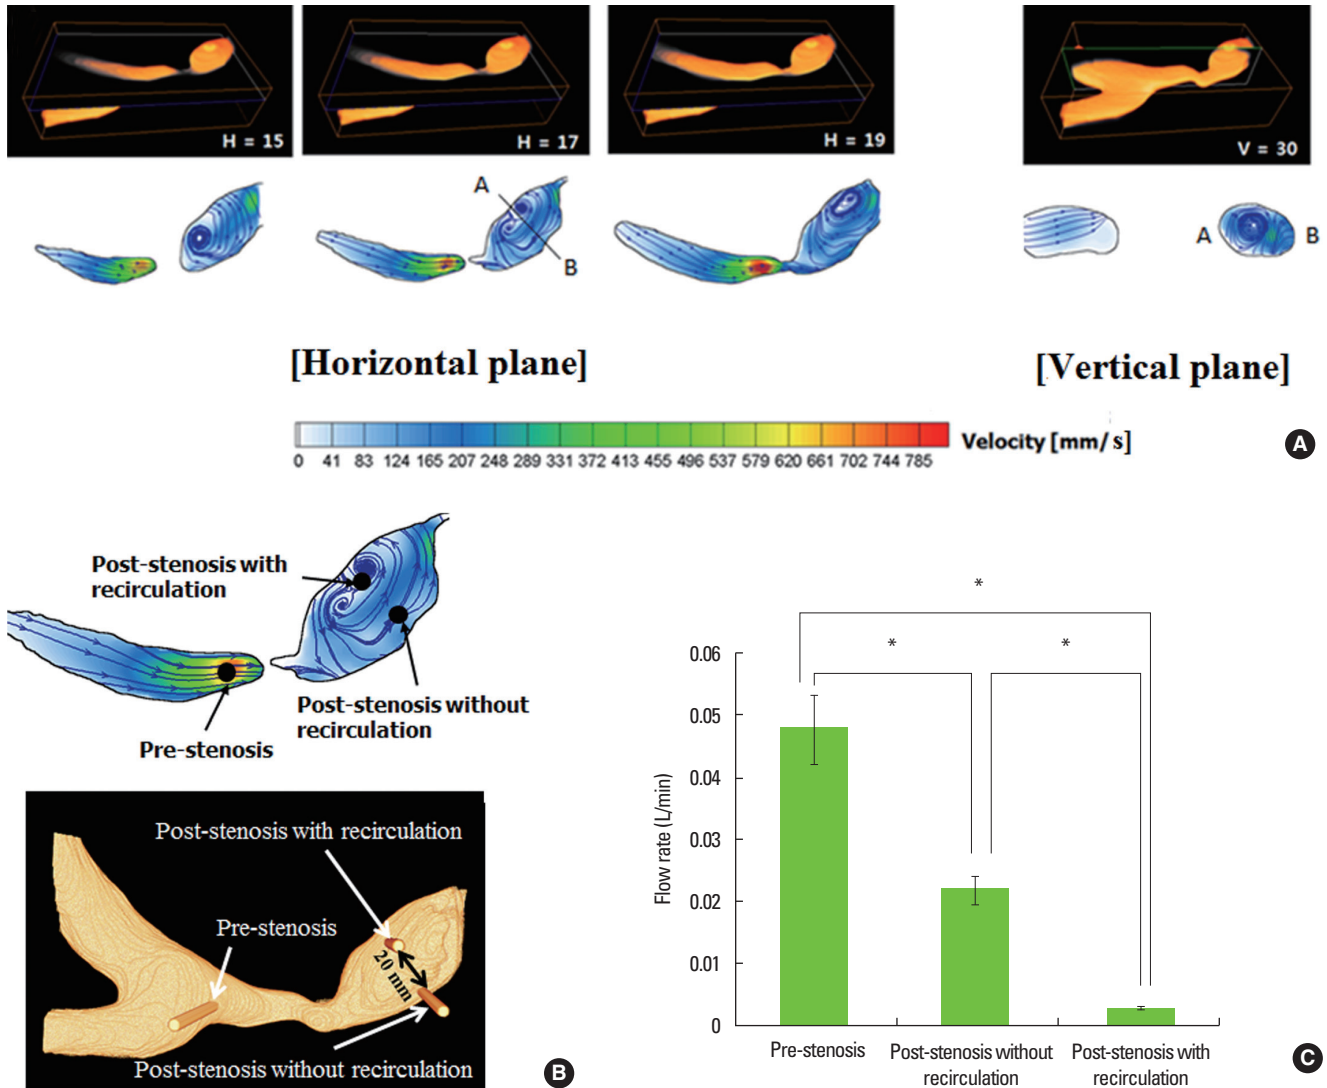 H = 15
H = 17
H = 19
V = 30
A
B
A
B
[Horizontal plane]
[Vertical plane]
0 41 83 124 165 207 248 289 331 372 413 455 496 537 579 620 661 702 744 785
Velocity [mm/s]
A
Post-stenosis with
recirculation
Post-stenosis without
recirculation
Pre-stenosis
Post-stenosis with recirculation
Pre-stenosis
20 mm
Post-stenosis without recirculation
B
*
*
*
0.06
0.05
0.04
0.03
0.02
0.01
0
Flow rate (L/min)
Pre-stenosis
Post-stenosis without
recirculation
Post-stenosis with
recirculation
C